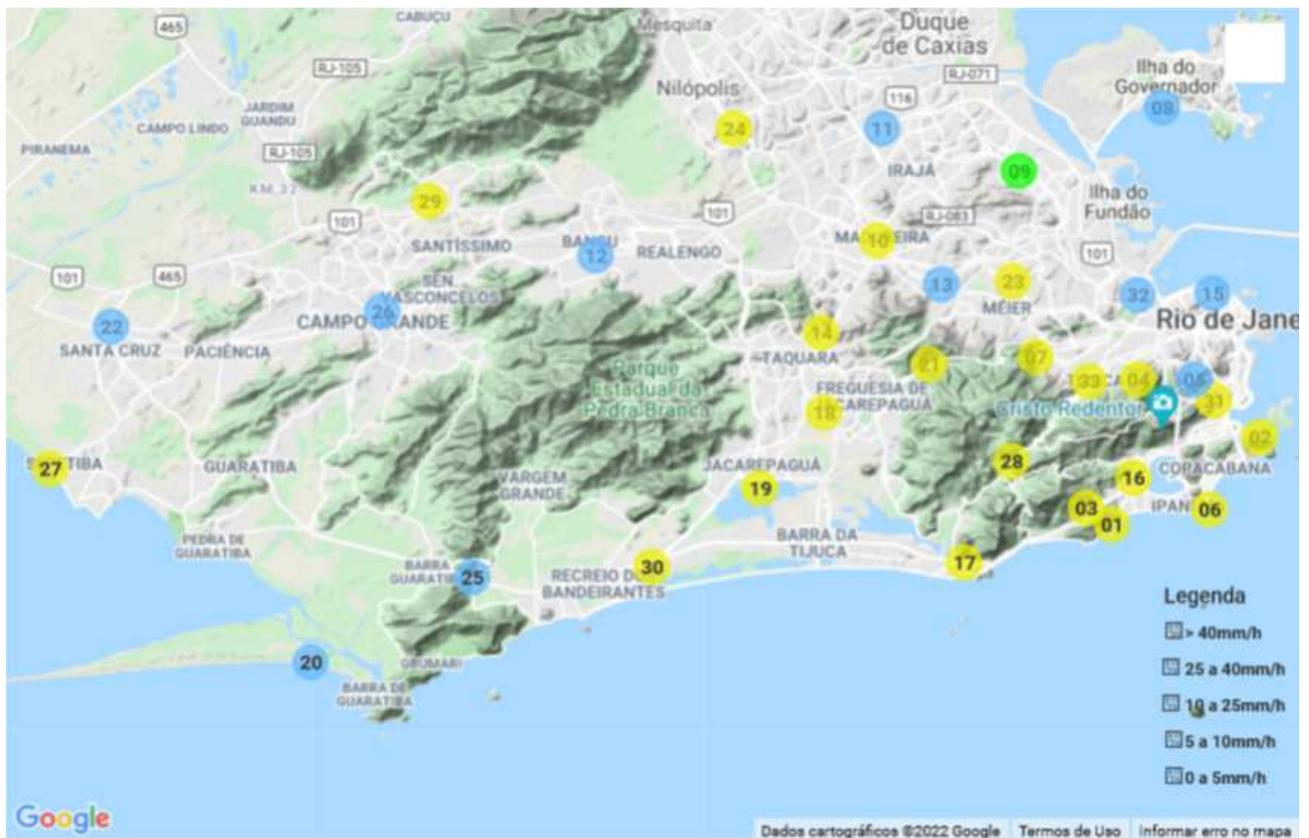 465
CABUÇU
Mesquita
Duque
de Caxias
RJ-105
RJ-071
Ilha do
Governador
Nilópolis
116
JARDIM
GUANDU
CAMPO LINDO
08
24
11
PIRANEMA
RJ-105
IRAJÁ
09
KM 32
29
Ilha do
Fundão
101
101
RJ-083
SANTÍSSIMO
BANGU
REALENGO
10
101
12
101
465
SEN
VASCONCELOS
13
23
MÉIER
32
15
26
CAMPO GRANDE
22
Rio de Jane
SANTA CRUZ
PACIÊNCIA
14
TAQUARA
21
07
Parque
Estadual da
Pedra Branca
FREGUESIA DE
JACAREPAGUÁ
18
33
04
05
31
Cristo Redentor
02
27
GUARATIBA
VARGEM
GRANDE
JACAREPAGUÁ
28
COPACABANA
16
19
03
01
06
PEDRA DE
GUARATIBA
BARRA DA
TIJUCA
17
25
30
RECREIO DOS
BANDEIRANTES
20
GRUMARI
BARRA DE
GUARATIBA
Legenda
> 40mm/h
25 a 40mm/h
10 a 25mm/h
5 a 10mm/h
0 a 5mm/h
Google
Dados cartográficos ©2022 Google
Termos de Uso
Informar erro no mapa